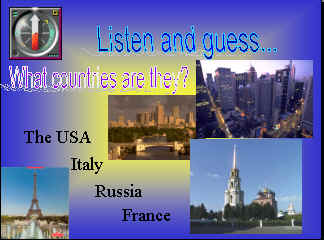 Listen and guess...
What countries are they?
The USA
Italy
Russia
France